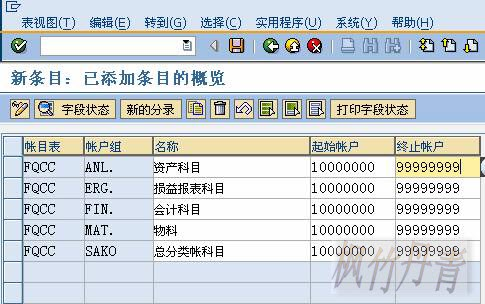 表视图(T) 编辑(E) 转到(G) 选择(C) 实用程序(U) 系统(Y) 帮助(H)
新条目: 已添加条目的概览
字段状态 新的分录 打印字段状态
帐目表 帐户组 名称 起始帐户 终止帐户
FQCC ANL. 资产科目 10000000 99999999
FQCC ERG. 损益报表科目 10000000 99999999
FQCC FIN. 会计科目 10000000 99999999
FQCC MAT. 物料 10000000 99999999
FQCC SAKO 总分类帐科目 10000000 99999999
枫竹丹青